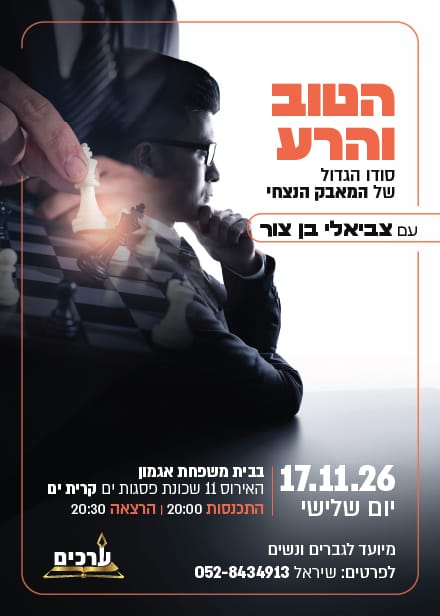 הטוב
והרע
סודו הגדול
של המאבק הנצחי
עם צביאלי בן צור
17.11.26
יום שלישי
בבית משפחת אגמון
האירוס 11 שכונת פסגות ים קרית ים
התכנסות 20:00 | הרצאה 20:30
מיועד לגברים ונשים
לפרטים: שיראל 052-8434913
ערכים